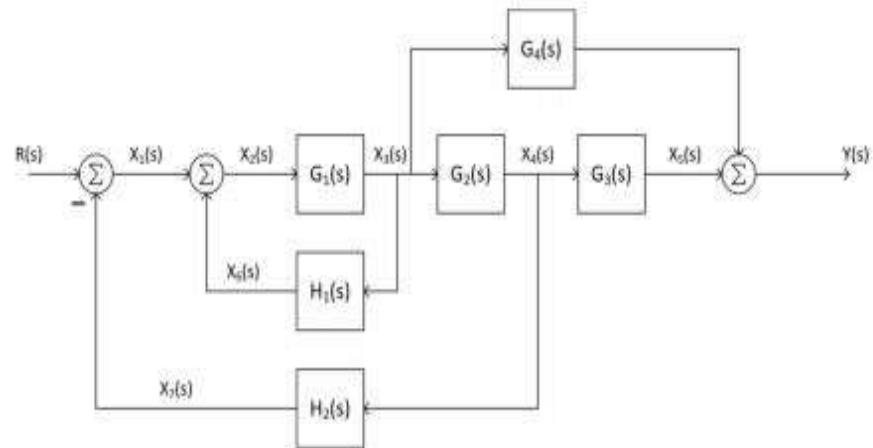 G₄(s)
R(s)
X₁(s)
X₂(s)
X₃(s)
X₄(s)
X₅(s)
Y(s)
Σ
Σ
G₁(s)
G₂(s)
G₃(s)
Σ
−
X₆(s)
H₁(s)
X₇(s)
H₂(s)